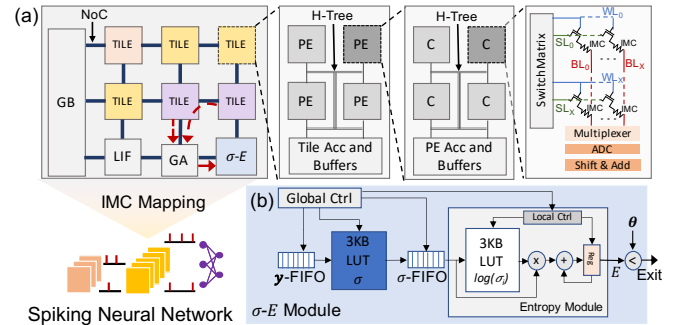 (a)
NoC
GB
TILE
TILE
TILE
TILE
TILE
TILE
LIF
GA
σ-E
H-Tree
PE
PE
PE
PE
Tile Acc and
Buffers
H-Tree
C
C
C
C
PE Acc and
Buffers
SwitchMatrix
WL₀
SL₀
IMC
IMC
BL₀
BLₓ
WLₓ
SLₓ
IMC
IMC
Multiplexer
ADC
Shift & Add
IMC Mapping
Spiking Neural Network
(b)
Global Ctrl
y-FIFO
3KB
LUT
σ
σ-FIFO
Local Ctrl
3KB
LUT
log(σᵢ)
x
+
Reg
Entropy Module
E
θ
<
Exit
σ-E Module